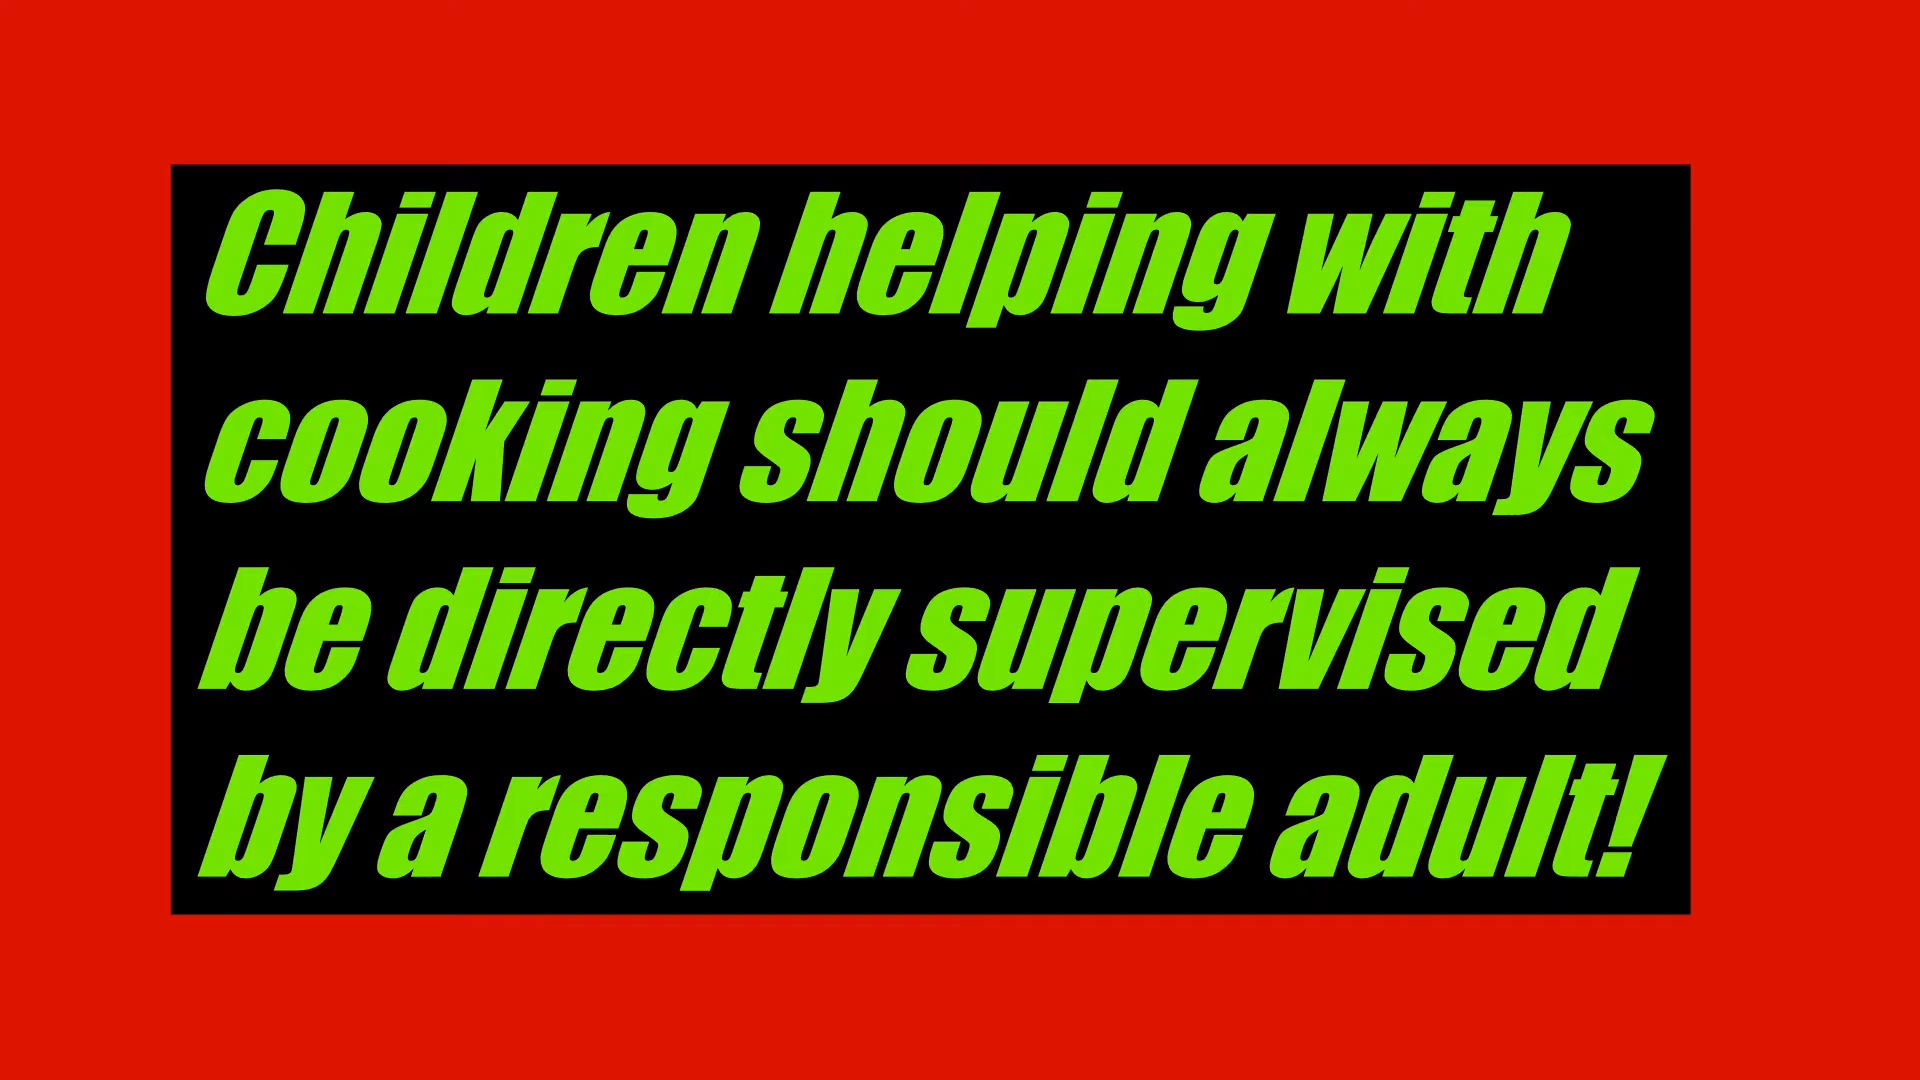 Children helping with
cooking should always
be directly supervised
by a responsible adult!